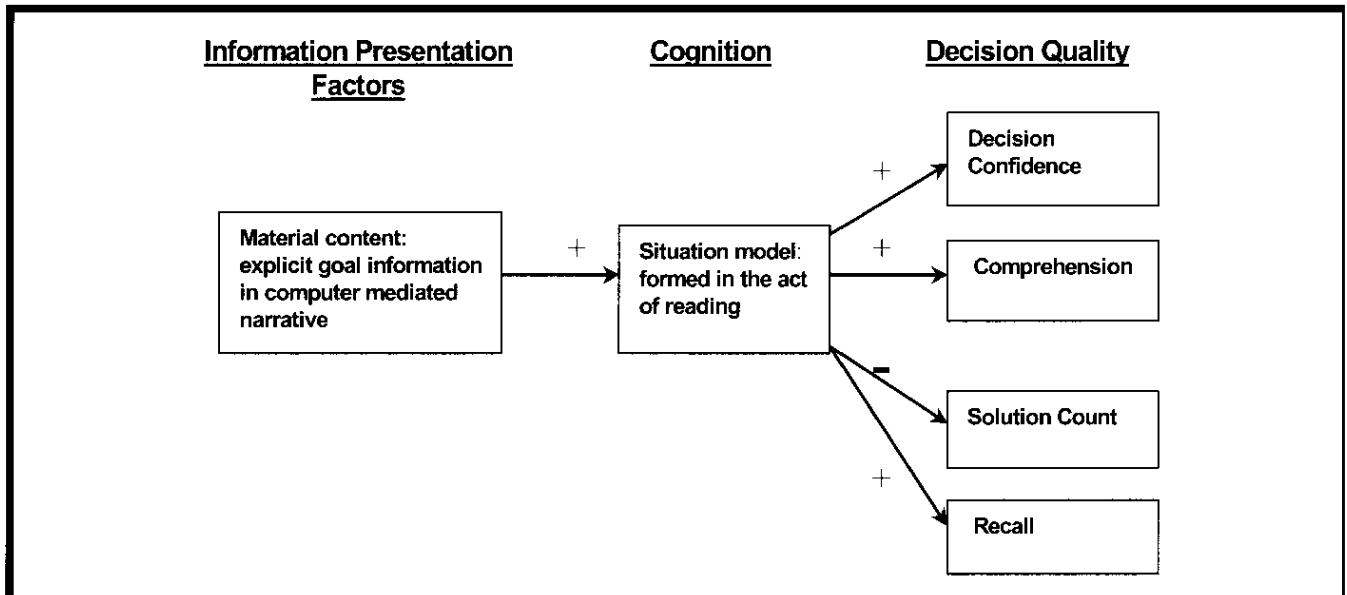 Information Presentation
Factors
Cognition
Decision Quality
Material content:
explicit goal information
in computer mediated
narrative
+
Situation model:
formed in the act
of reading
+
Decision
Confidence
+
Comprehension
-
Solution Count
+
Recall